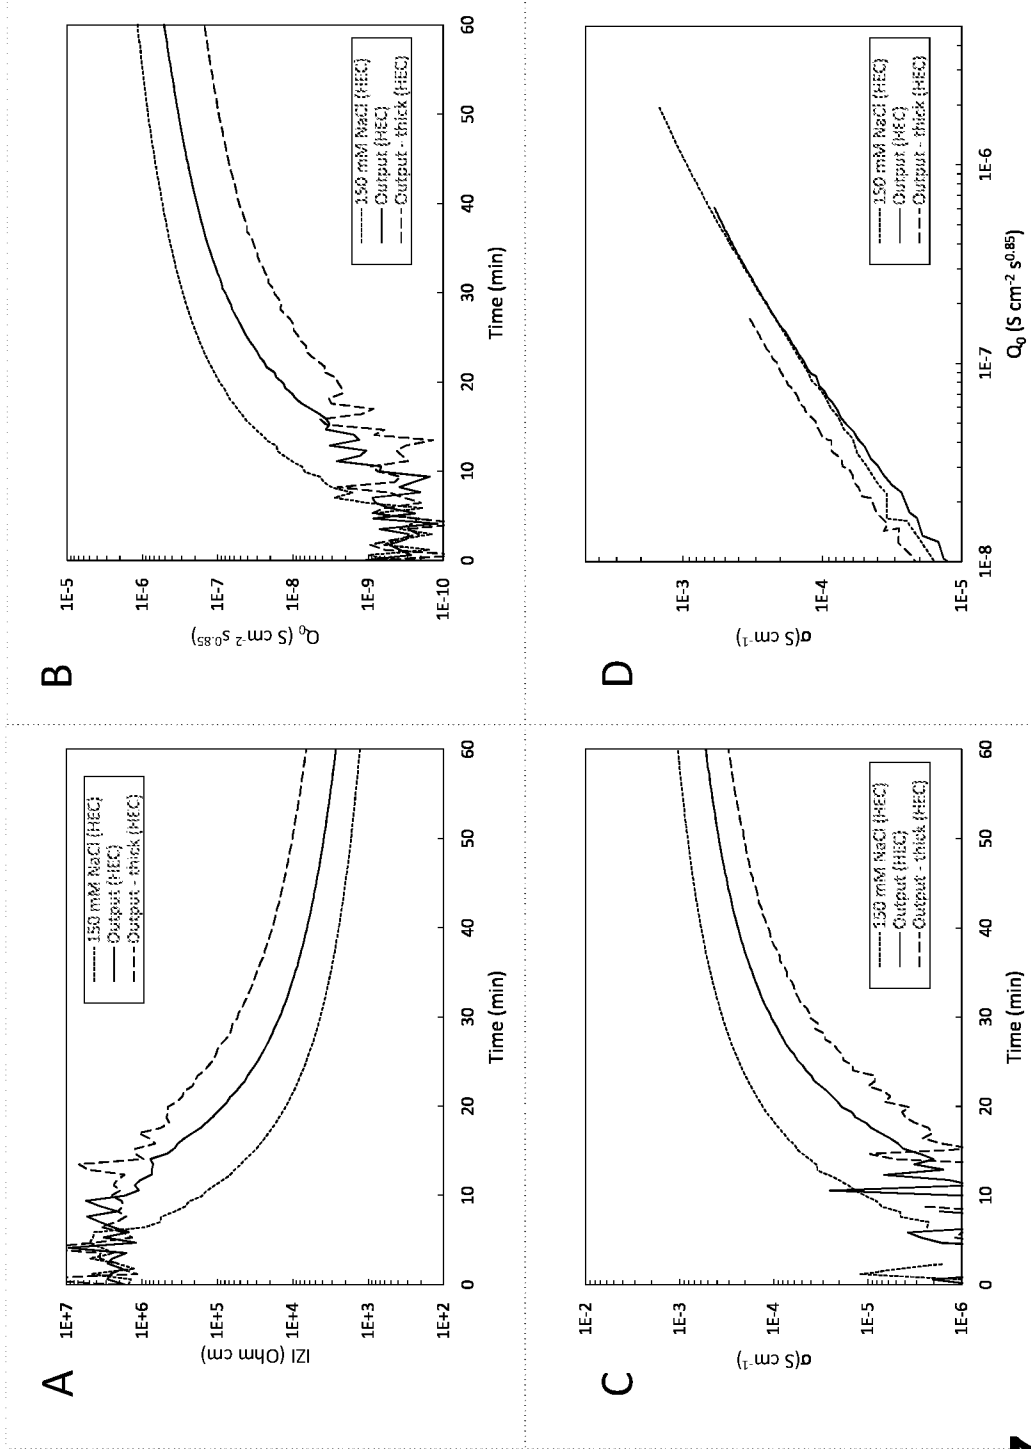 A
1E+7
1E+6
1E+5
1E+4
1E+3
1E+2
IZI (Ohm cm)
0
10
20
30
40
50
60
Time (min)
150 mM NaCl (HEC)
Output (HEC)
Output - thick (HEC)
B
1E-5
1E-6
1E-7
1E-8
1E-9
1E-10
Q₀ (S cm⁻² s⁰·⁸⁵)
0
10
20
30
40
50
60
Time (min)
150 mM NaCl (HEC)
Output (HEC)
Output - thick (HEC)
C
1E-2
1E-3
1E-4
1E-5
1E-6
σ(S cm⁻¹)
0
10
20
30
40
50
60
Time (min)
150 mM NaCl (HEC)
Output (HEC)
Output - thick (HEC)
D
1E-3
1E-4
1E-5
σ(S cm⁻¹)
1E-8
1E-7
1E-6
Q₀ (S cm⁻² s⁰·⁸⁵)
150 mM NaCl (HEC)
Output (HEC)
Output - thick (HEC)